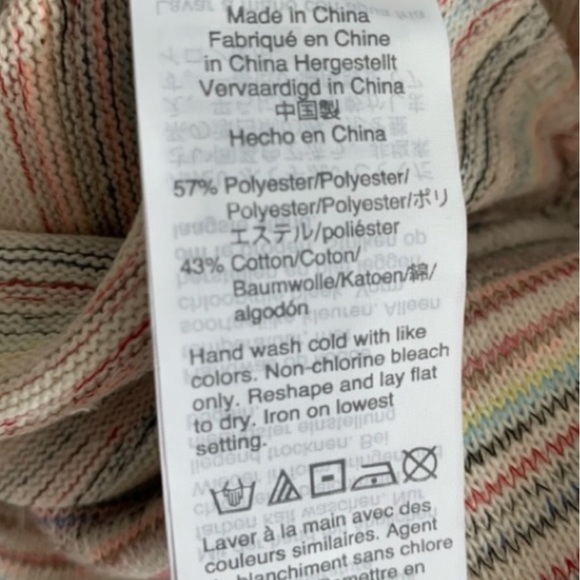 Made in China
Fabriqué en Chine
in China Hergestellt
Vervaardigd in China
中国製
Hecho en China
57% Polyester/Polyester/
Polyester/Polyester/ポリ
エステル/poliéster
43% Cotton/Coton/
Baumwolle/Katoen/綿/
algodón
Hand wash cold with like
colors. Non-chlorine bleach
only. Reshape and lay flat
to dry. Iron on lowest
setting.
Laver à la main avec des
couleurs similaires. Agent
blanchiment sans chlore
mettre en